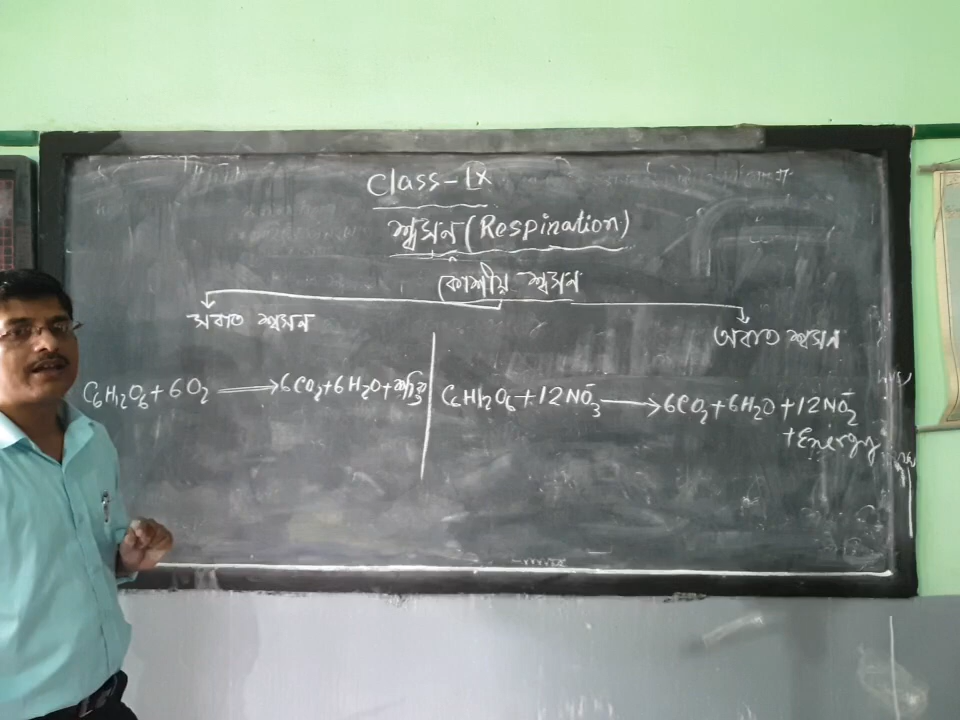 Class-IX
শ্বসন (Respiration)
কোশীয় শ্বসন
সবাত শ্বসন
অবাত শ্বসন
C6H12O6 + 6O2 ⟶ 6CO2 + 6H2O + শক্তি
C6H12O6 + 12NO3⁻ ⟶ 6CO2 + 6H2O + 12NO2⁻
+ Energy